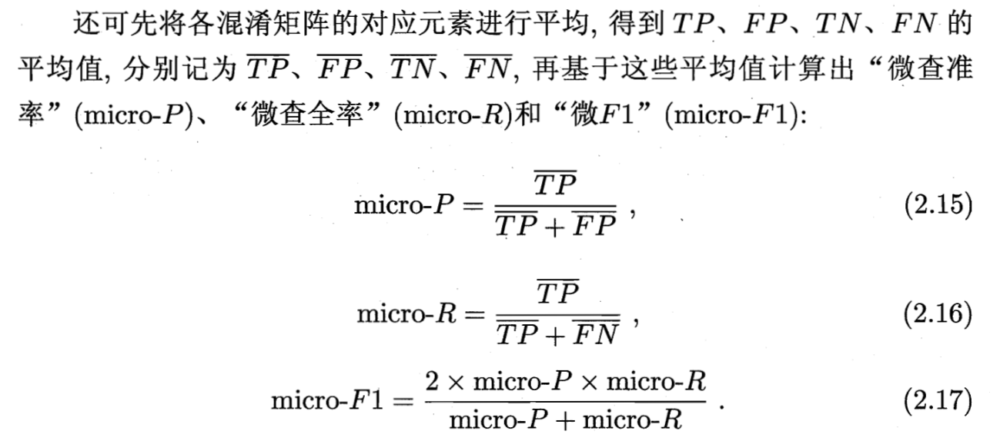 还可先将各混淆矩阵的对应元素进行平均, 得到 TP、FP、TN、FN 的
平均值, 分别记为 $\overline{TP}$、$\overline{FP}$、$\overline{TN}$、$\overline{FN}$, 再基于这些平均值计算出“微查准
率”(micro-P)、“微查全率”(micro-R)和“微F1”(micro-F1):
$\text{micro-}P = \frac{\overline{TP}}{\overline{TP} + \overline{FP}}$ , (2.15)
$\text{micro-}R = \frac{\overline{TP}}{\overline{TP} + \overline{FN}}$ , (2.16)
$\text{micro-}F1 = \frac{2 \times \text{micro-}P \times \text{micro-}R}{\text{micro-}P + \text{micro-}R}$ . (2.17)